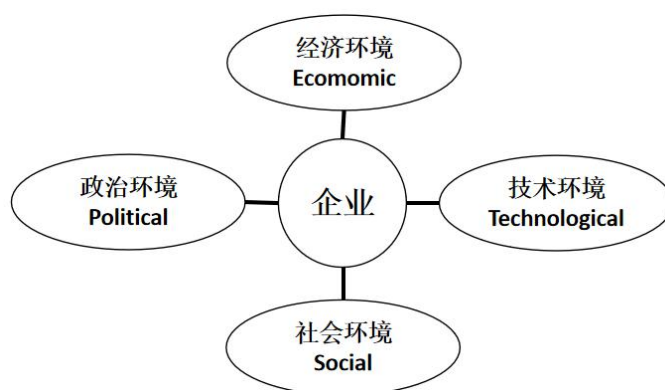 经济环境
Ecomomic
政治环境
Political
企业
技术环境
Technological
社会环境
Social